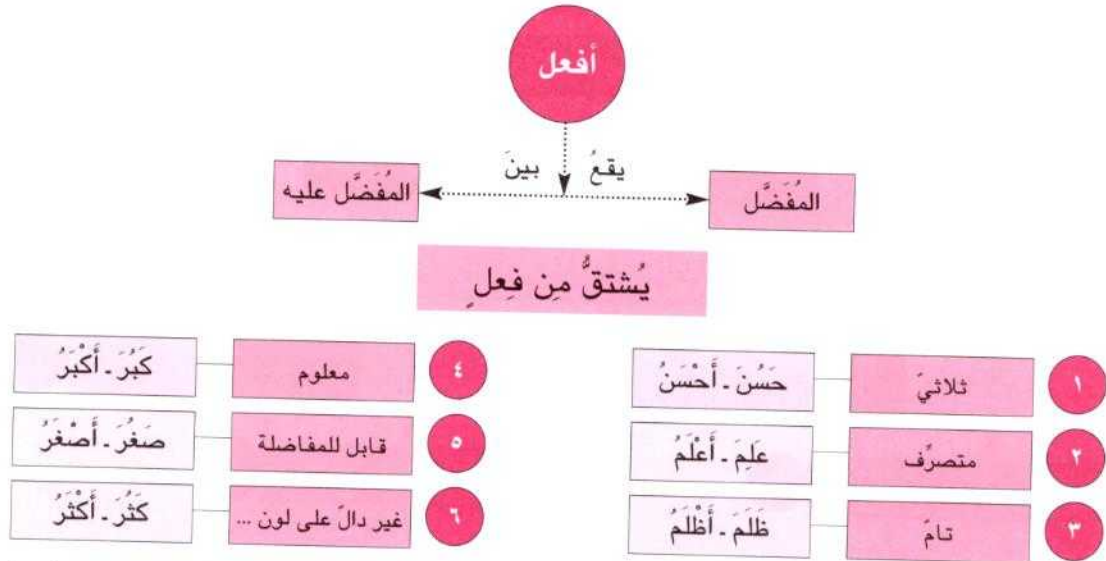 أفعل
يقعُ بينَ
المُفَضَّل
المُفَضَّل عليه
يُشتقُّ مِن فِعلٍ
١ ثلاثيّ حَسُنَ ـ أَحْسَنُ
٢ متصرِّف عَلِمَ ـ أَعْلَمُ
٣ تامّ ظَلَمَ ـ أَظْلَمُ
٤ معلوم كَبُرَ ـ أَكْبَرُ
٥ قابل للمفاضلة صَغُرَ ـ أَصْغَرُ
٦ غير دالّ على لون ... كَثُرَ ـ أَكْثَرُ